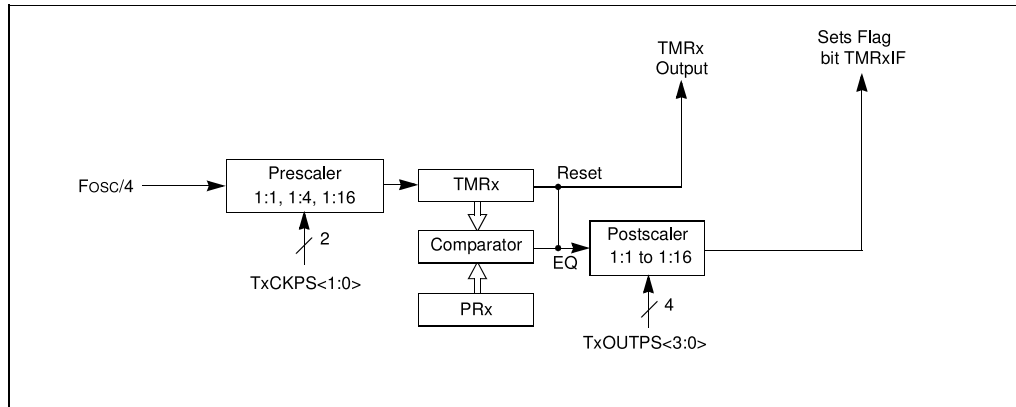 TMRx
Output
Sets Flag
bit TMRxIF
Fosc/4
Prescaler
1:1, 1:4, 1:16
2
TxCKPS<1:0>
TMRx
Reset
Comparator
EQ
PRx
Postscaler
1:1 to 1:16
4
TxOUTPS<3:0>